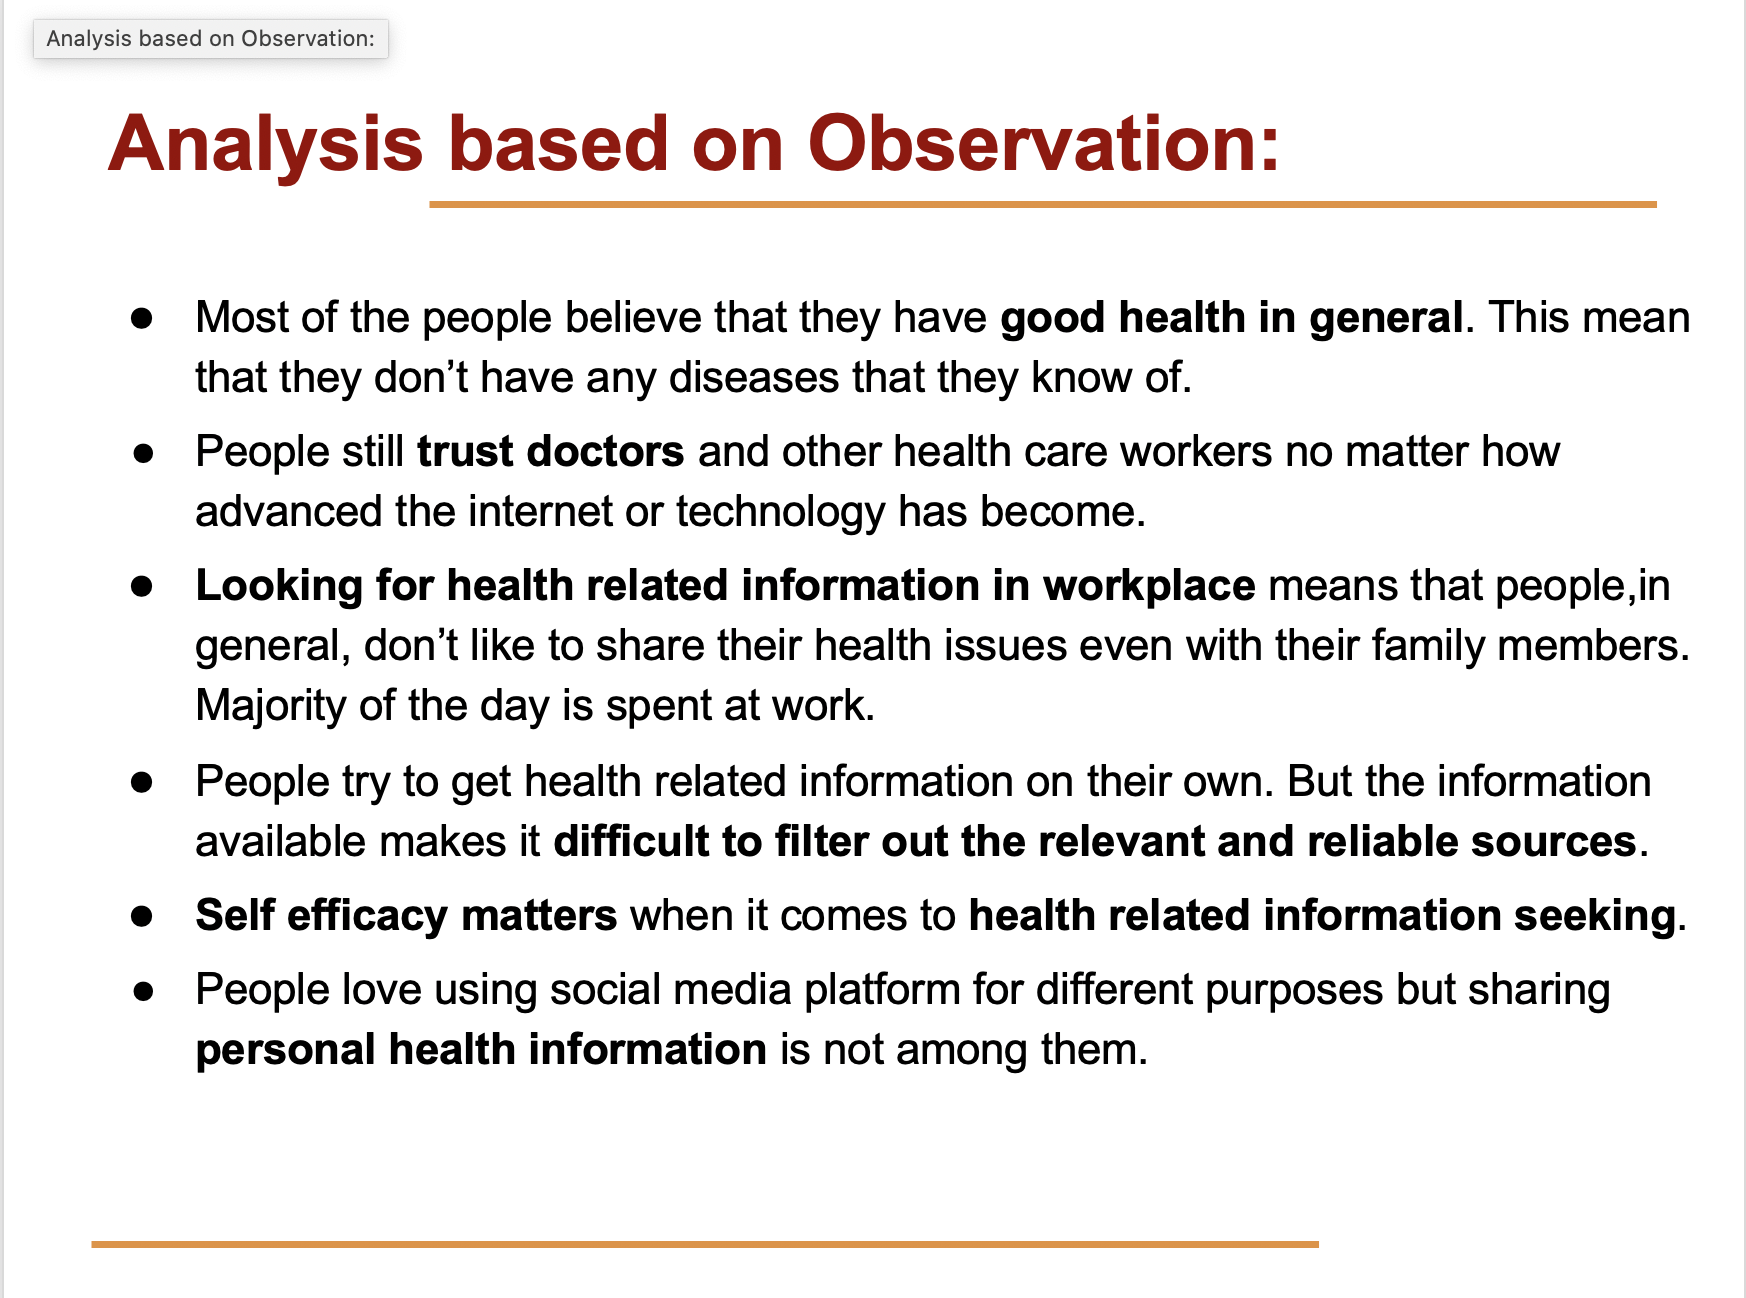 Analysis based on Observation:
Analysis based on Observation:
● Most of the people believe that they have good health in general. This mean
that they don’t have any diseases that they know of.
● People still trust doctors and other health care workers no matter how
advanced the internet or technology has become.
● Looking for health related information in workplace means that people,in
general, don’t like to share their health issues even with their family members.
Majority of the day is spent at work.
● People try to get health related information on their own. But the information
available makes it difficult to filter out the relevant and reliable sources.
● Self efficacy matters when it comes to health related information seeking.
● People love using social media platform for different purposes but sharing
personal health information is not among them.